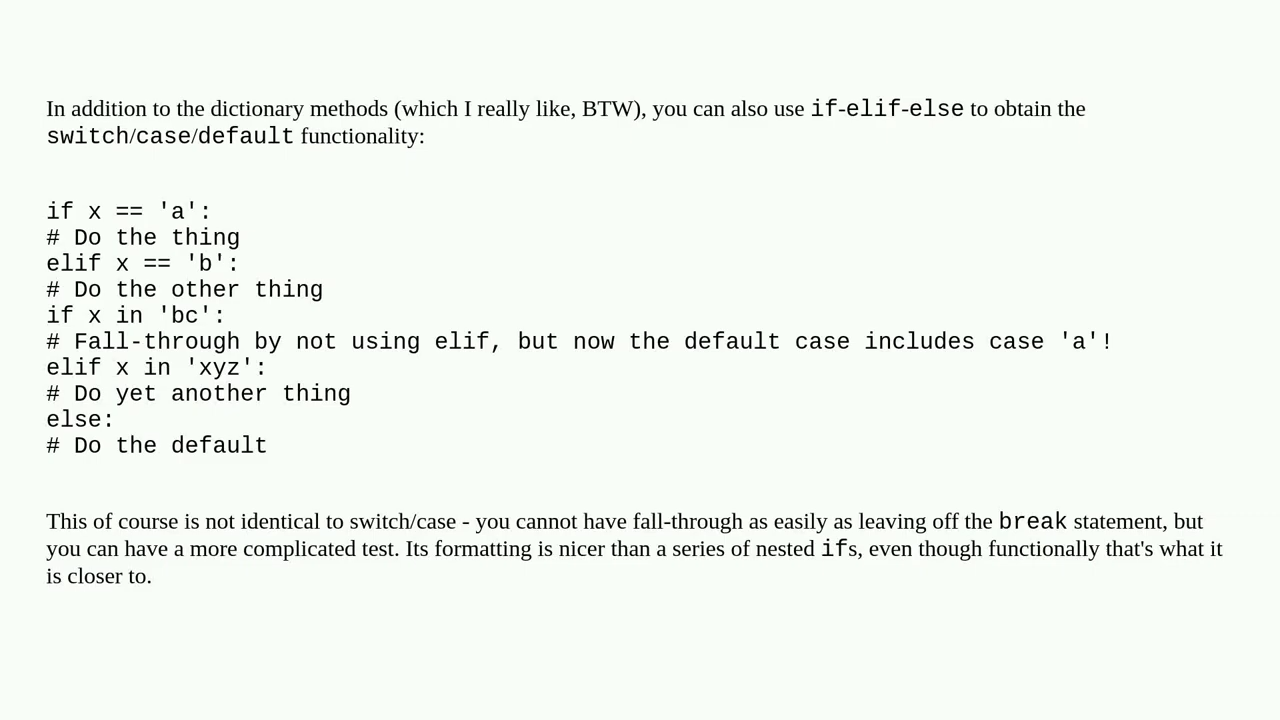 In addition to the dictionary methods (which I really like, BTW), you can also use if-elif-else to obtain the
switch/case/default functionality:
if x == 'a':
# Do the thing
elif x == 'b':
# Do the other thing
if x in 'bc':
# Fall-through by not using elif, but now the default case includes case 'a'!
elif x in 'xyz':
# Do yet another thing
else:
# Do the default
This of course is not identical to switch/case - you cannot have fall-through as easily as leaving off the break statement, but
you can have a more complicated test. Its formatting is nicer than a series of nested ifs, even though functionally that's what it
is closer to.